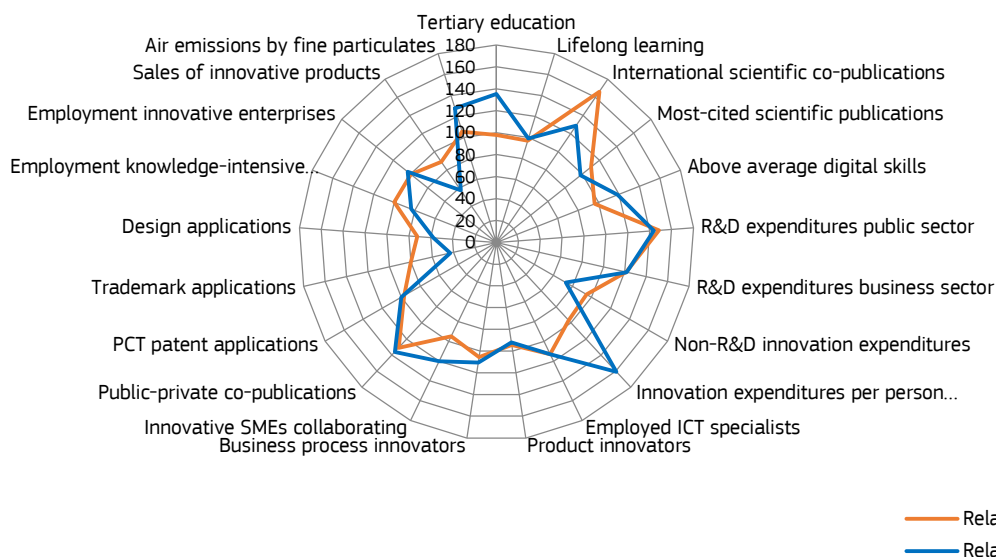 Tertiary education
Lifelong learning
International scientific co-publications
Most-cited scientific publications
Above average digital skills
R&D expenditures public sector
R&D expenditures business sector
Non-R&D innovation expenditures
Innovation expenditures per person...
Employed ICT specialists
Product innovators
Business process innovators
Innovative SMEs collaborating
Public-private co-publications
PCT patent applications
Trademark applications
Design applications
Employment knowledge-intensive...
Employment innovative enterprises
Sales of innovative products
Air emissions by fine particulates
180
160
140
120
100
80
60
40
20
0
Rela
Rela